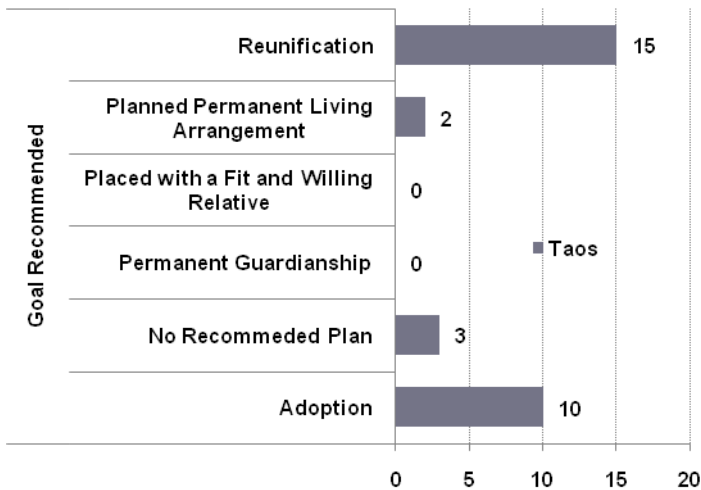 Goal Recommended
Reunification
15
Planned Permanent Living
Arrangement
2
Placed with a Fit and Willing
Relative
0
Permanent Guardianship
0
No Recommeded Plan
3
Adoption
10
Taos
0 5 10 15 20